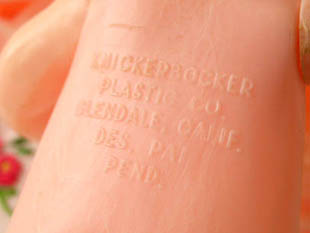 KNICKERBOCKER
PLASTIC CO.
GLENDALE, CALIF.
DES. PAT.
PEND.